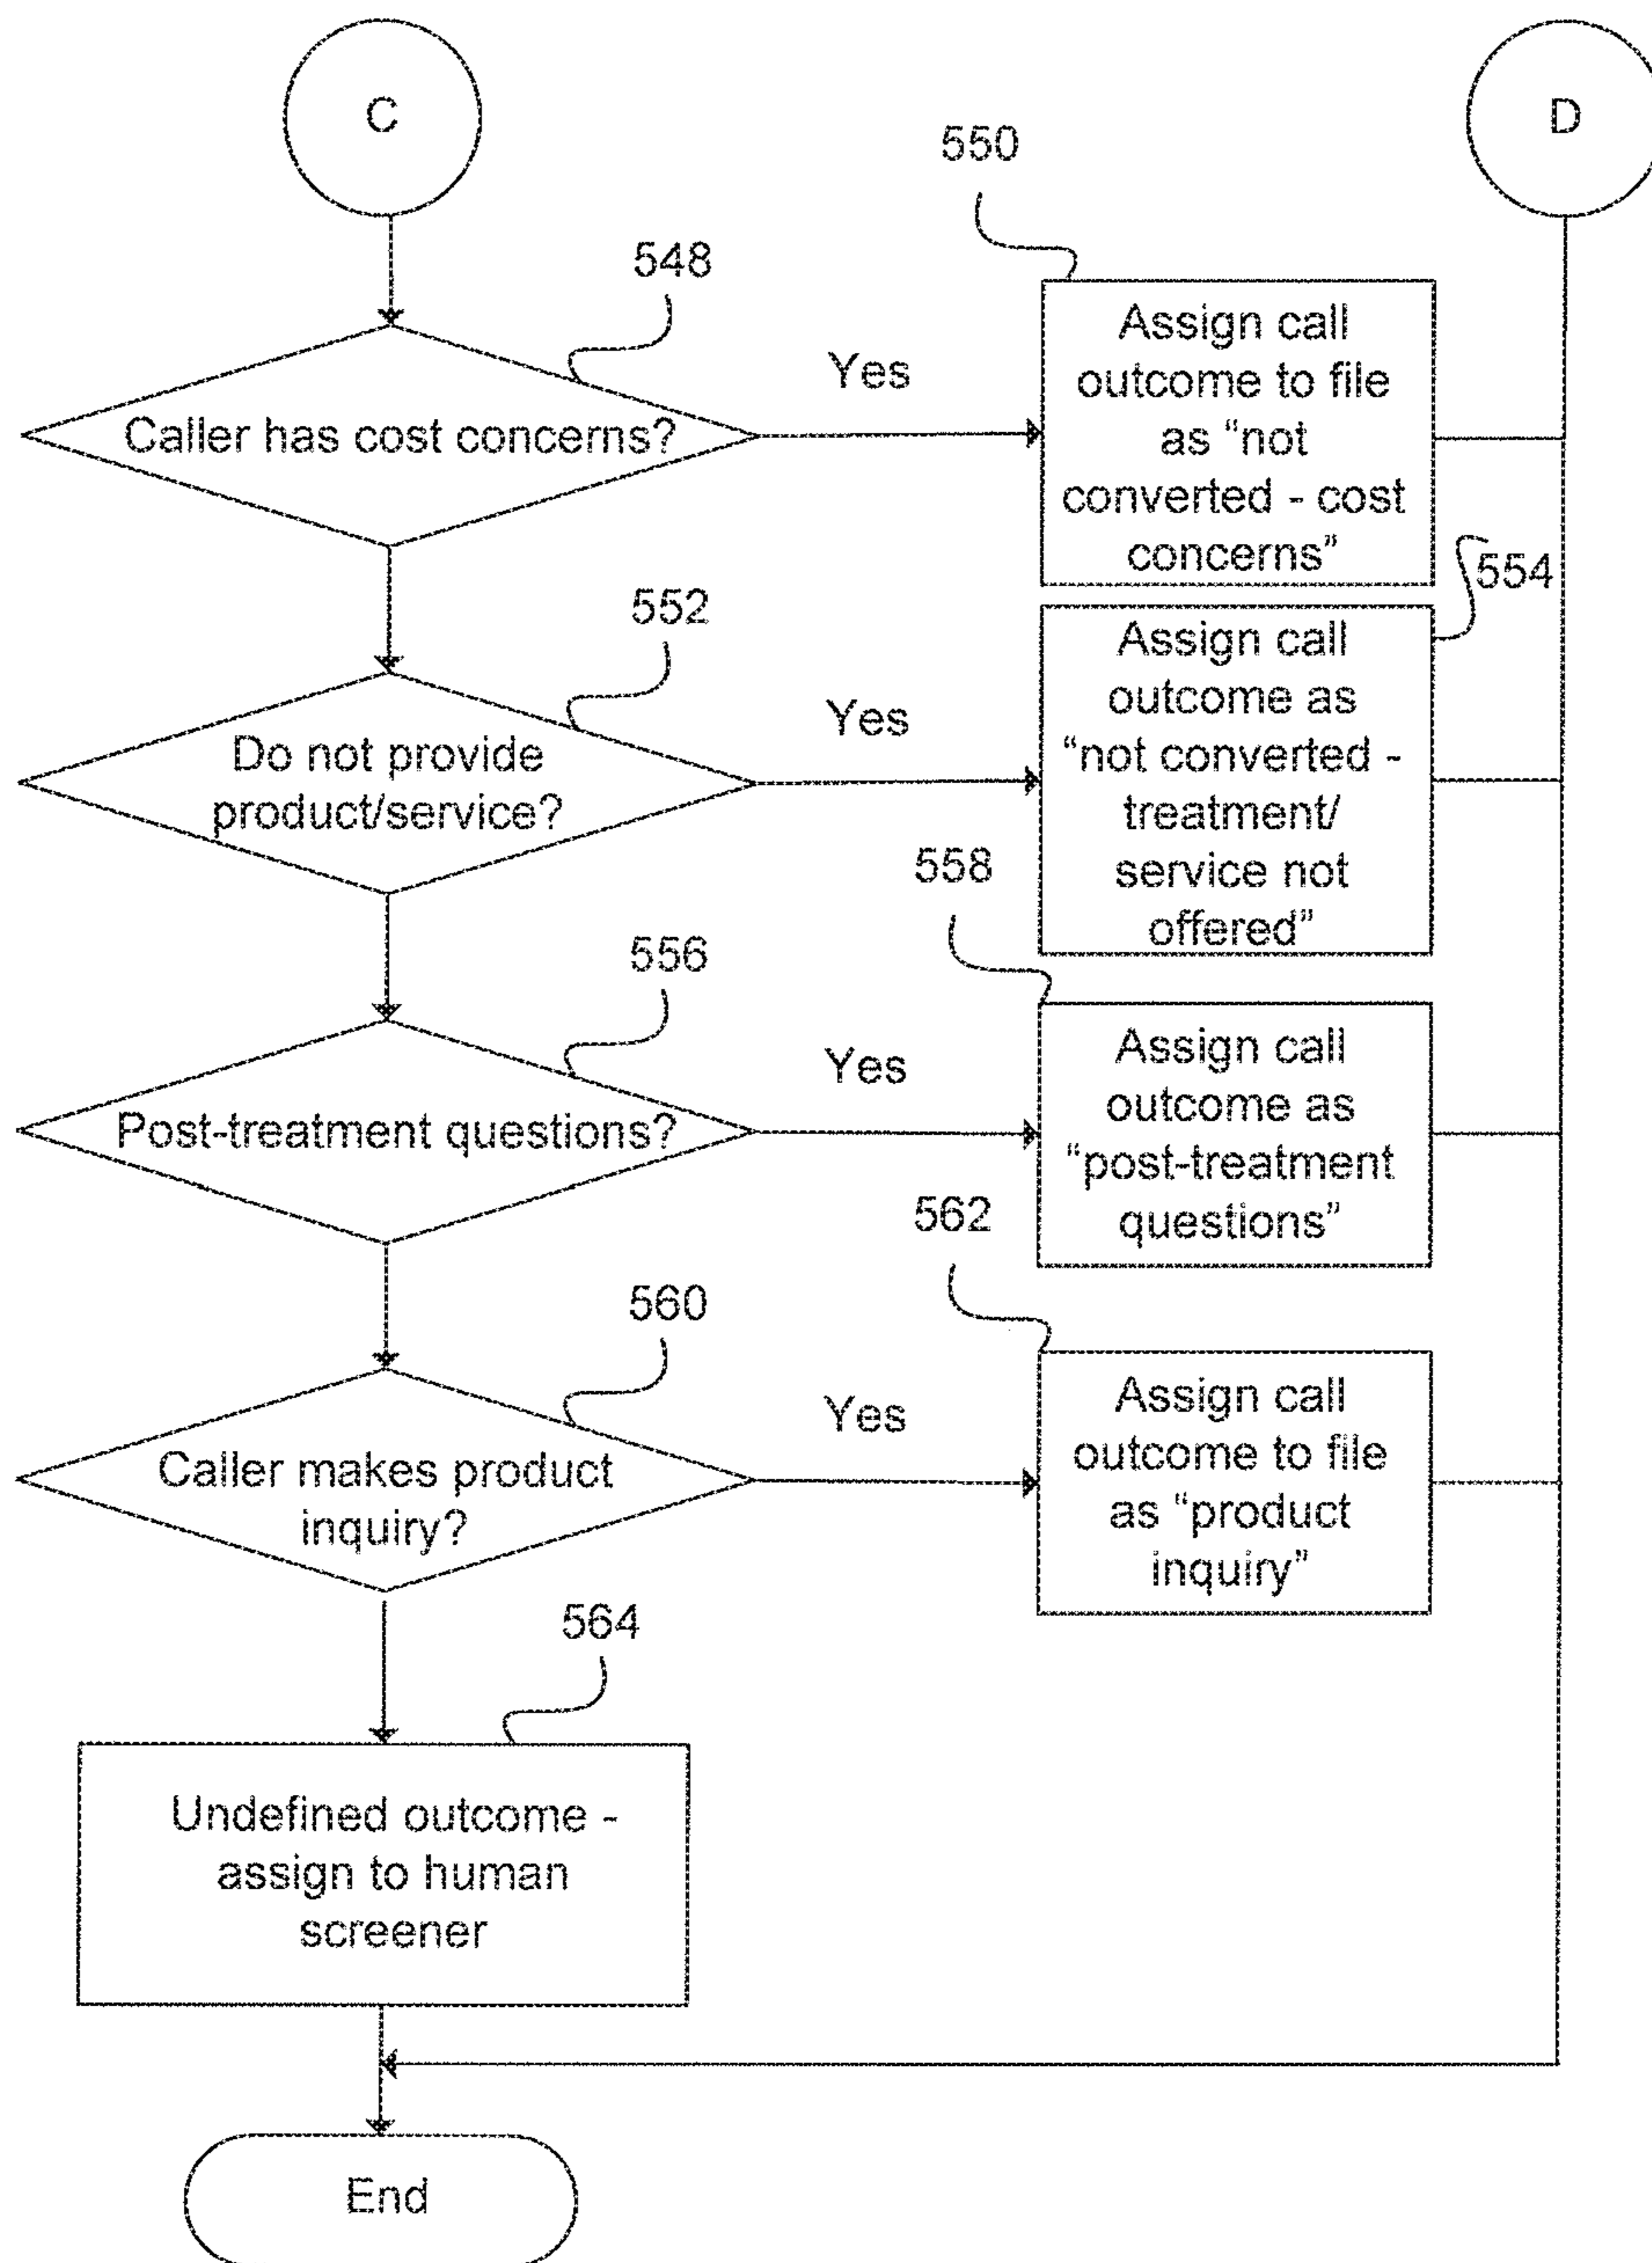 C
D
550
548
Yes
Caller has cost concerns?
Assign call
outcome to file
as “not
converted - cost
concerns”
554
552
Yes
Do not provide
product/service?
Assign call
outcome as
“not converted -
treatment/
service not
offered”
558
556
Yes
Post-treatment questions?
Assign call
outcome as
“post-treatment
questions”
562
560
Yes
Caller makes product
inquiry?
Assign call
outcome to file
as “product
inquiry”
564
Undefined outcome -
assign to human
screener
End